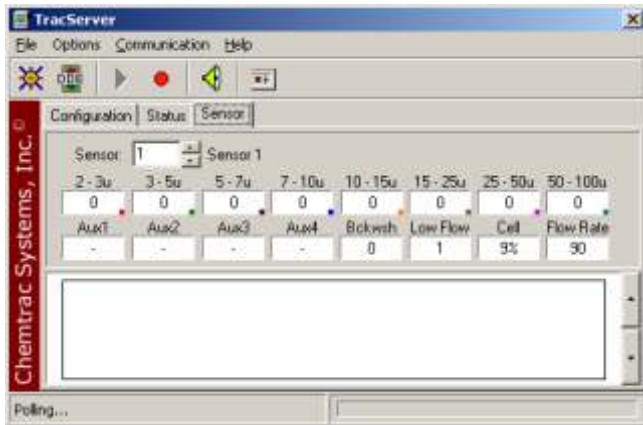 TracServer
File Options Communication Help
Chemtrac Systems, Inc. ©
Configuration Status Sensor
Sensor: 1 Sensor 1
2 - 3u 3 - 5u 5 - 7u 7 - 10u 10 - 15u 15 - 25u 25 - 50u 50 - 100u
0 0 0 0 0 0 0 0
Aux1 Aux2 Aux3 Aux4 Bckwsh Low Flow Cell Flow Rate
- - - - 0 1 9% 90
Polling...